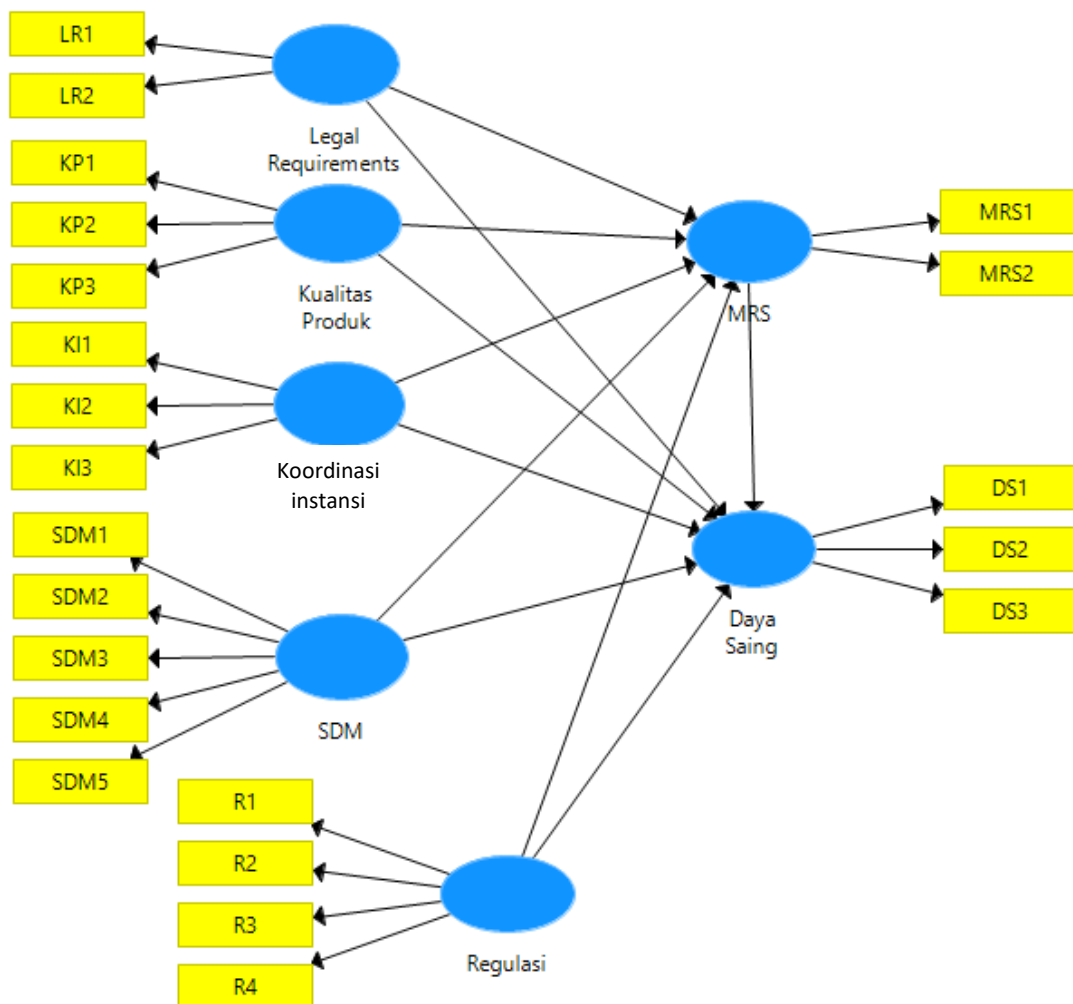 LR1
LR2
Legal
Requirements
KP1
KP2
KP3
Kualitas
Produk
KI1
KI2
KI3
Koordinasi
instansi
SDM1
SDM2
SDM3
SDM4
SDM5
SDM
R1
R2
R3
R4
Regulasi
MRS
MRS1
MRS2
Daya
Saing
DS1
DS2
DS3